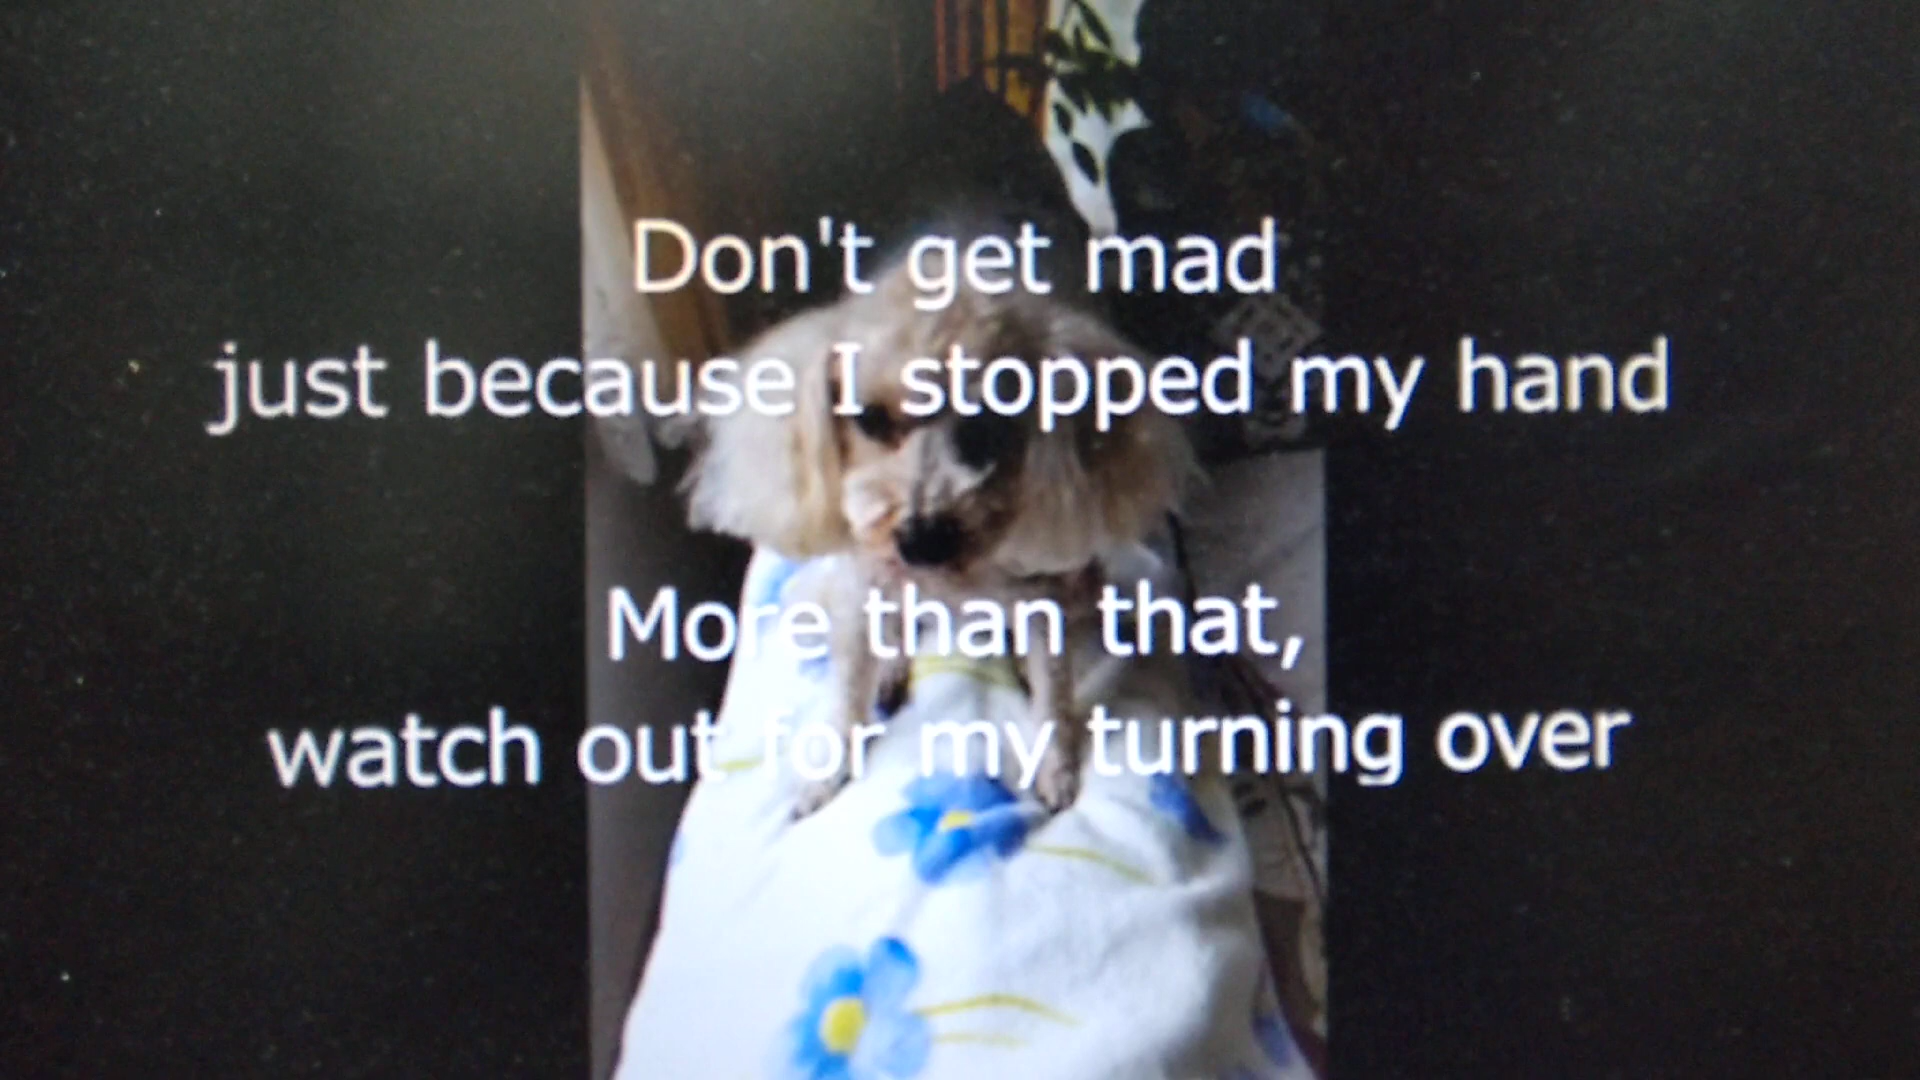 Don't get mad
just because I stopped my hand
More than that,
watch out for my turning over